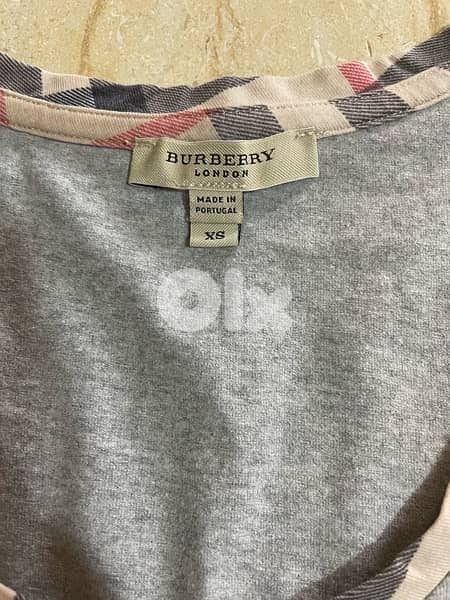 BURBERRY
LONDON
MADE IN
PORTUGAL
XS
Olx